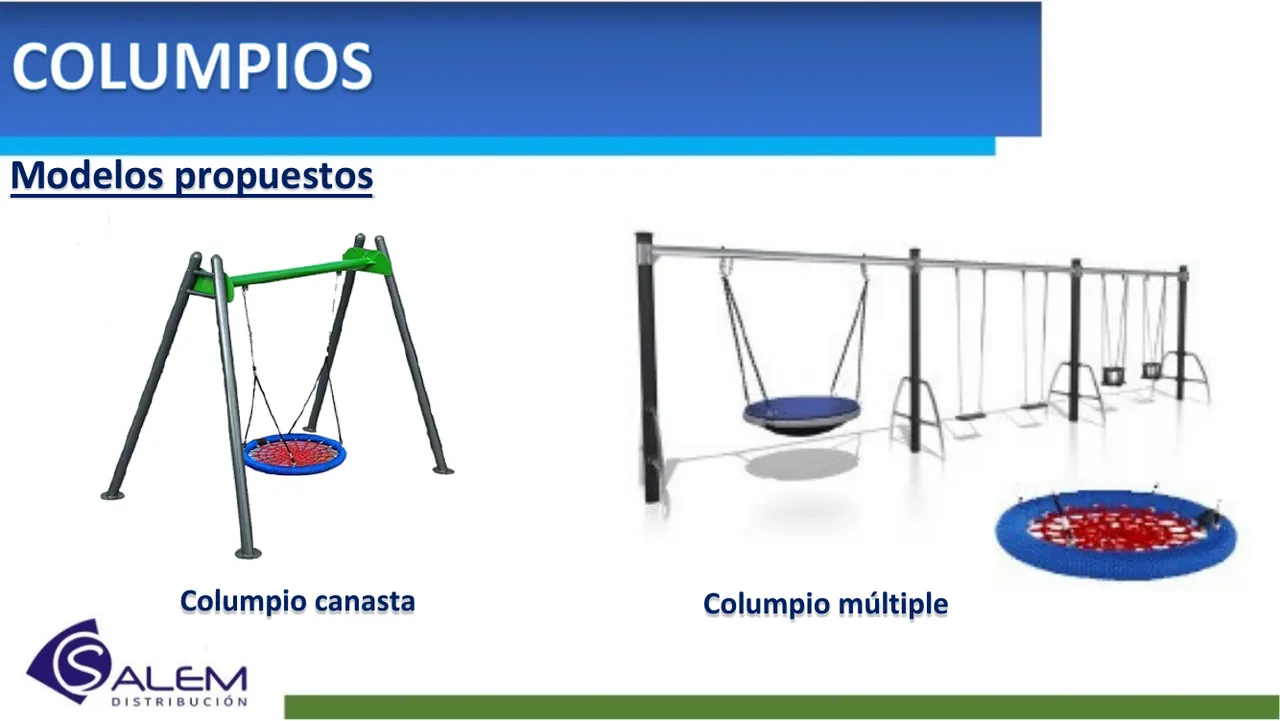 COLUMPIOS
Modelos propuestos
Columpio canasta
Columpio múltiple
SALEM
DISTRIBUCIÓN